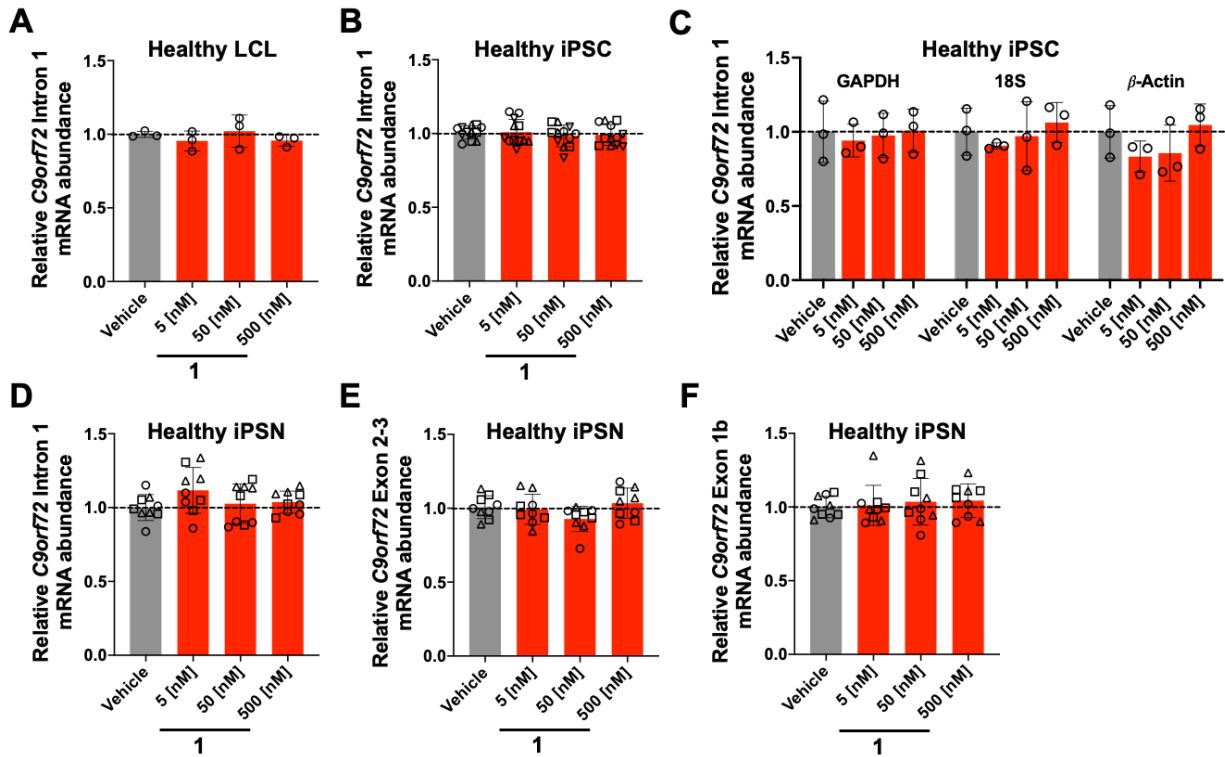 A
Healthy LCL
Relative C9orf72 Intron 1
mRNA abundance
1.5
1.0
0.5
0.0
Vehicle
5 [nM]
50 [nM]
500 [nM]
1
B
Healthy iPSC
Relative C9orf72 Intron 1
mRNA abundance
1.5
1.0
0.5
0.0
Vehicle
5 [nM]
50 [nM]
500 [nM]
1
C
Healthy iPSC
Relative C9orf72 Intron 1
mRNA abundance
1.5
1.0
0.5
0.0
GAPDH
18S
β-Actin
Vehicle
5 [nM]
50 [nM]
500 [nM]
Vehicle
5 [nM]
50 [nM]
500 [nM]
Vehicle
5 [nM]
50 [nM]
500 [nM]
D
Healthy iPSN
Relative C9orf72 Intron 1
mRNA abundance
1.5
1.0
0.5
0.0
Vehicle
5 [nM]
50 [nM]
500 [nM]
1
E
Healthy iPSN
Relative C9orf72 Exon 2-3
mRNA abundance
1.5
1.0
0.5
0.0
Vehicle
5 [nM]
50 [nM]
500 [nM]
1
F
Healthy iPSN
Relative C9orf72 Exon 1b
mRNA abundance
1.5
1.0
0.5
0.0
Vehicle
5 [nM]
50 [nM]
500 [nM]
1